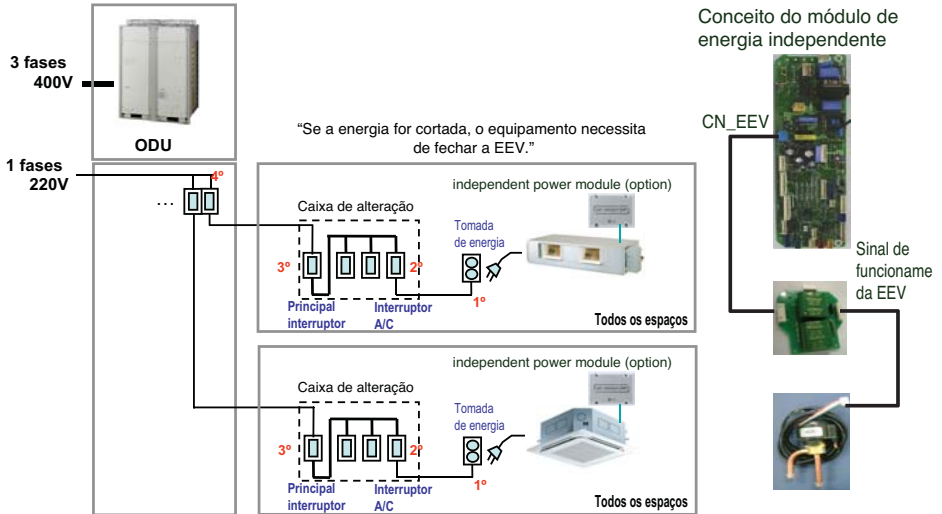 3 fases
400V
ODU
1 fases
220V
4º
...
“Se a energia for cortada, o equipamento necessita
de fechar a EEV.”
independent power module (option)
Caixa de alteração
Tomada
de energia
3º
2º
1º
Principal
interruptor
Interruptor
A/C
Todos os espaços
independent power module (option)
Caixa de alteração
Tomada
de energia
3º
2º
1º
Principal
interruptor
Interruptor
A/C
Todos os espaços
Conceito do módulo de
energia independente
CN_EEV
Sinal de
funcioname
da EEV